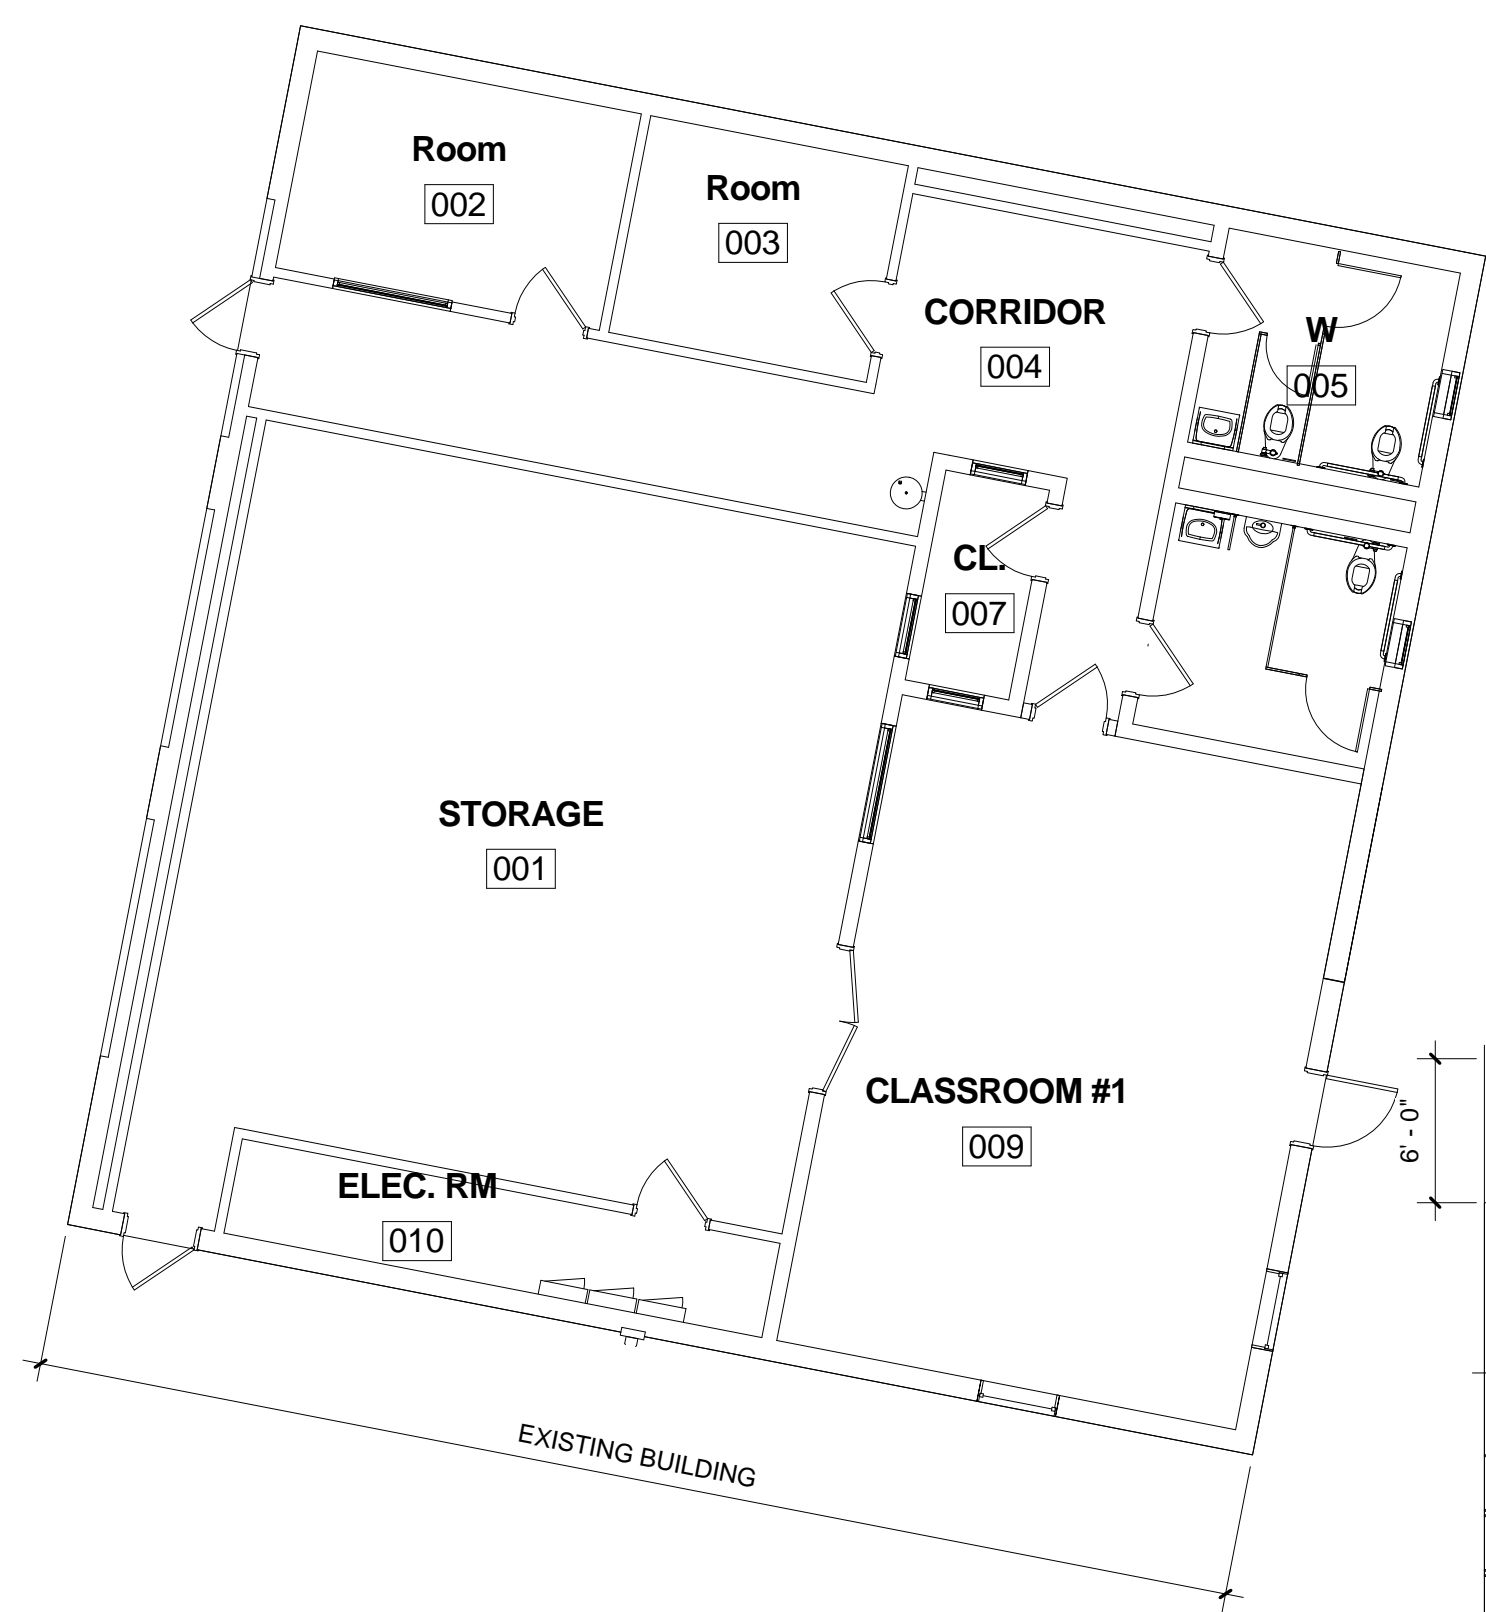 Room
002
Room
003
CORRIDOR
004
W
005
CL.
007
STORAGE
001
CLASSROOM #1
009
6' - 0"
ELEC. RM
010
EXISTING BUILDING